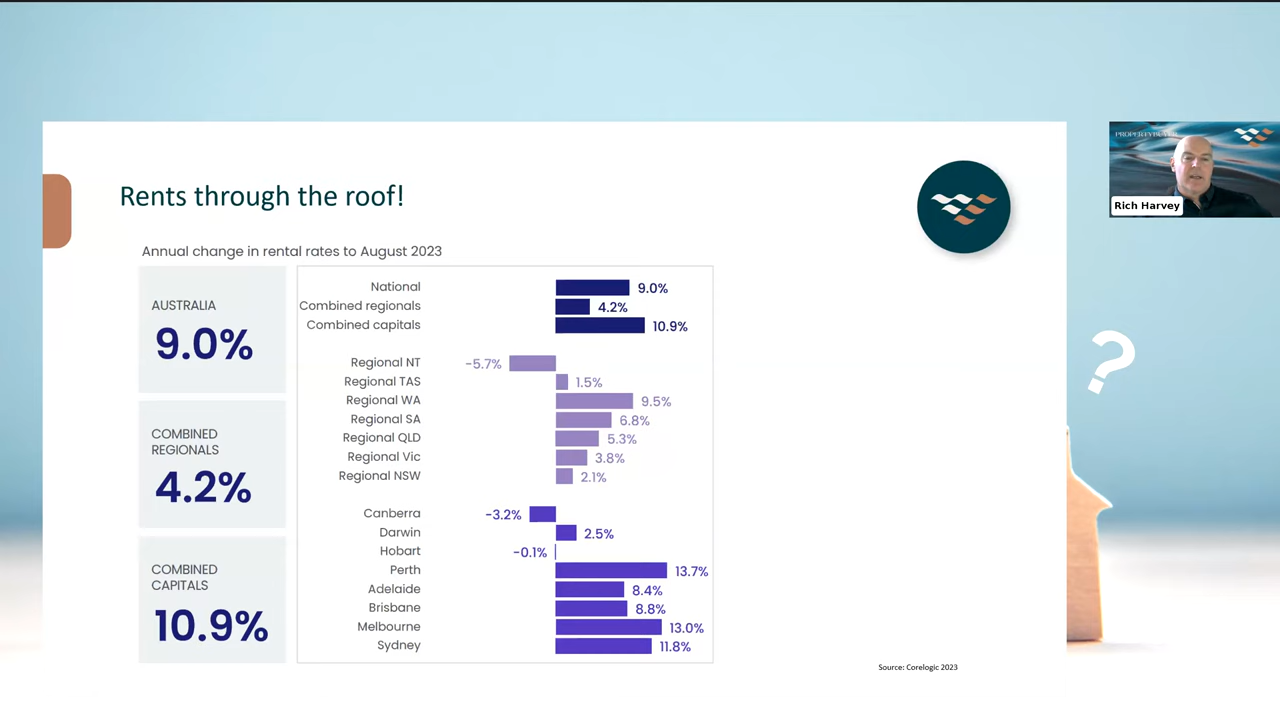 PROPERTYBUYER
Rich Harvey
Rents through the roof!
Annual change in rental rates to August 2023
AUSTRALIA
9.0%
COMBINED
REGIONALS
4.2%
COMBINED
CAPITALS
10.9%
National 9.0%
Combined regionals 4.2%
Combined capitals 10.9%
Regional NT -5.7%
Regional TAS 1.5%
Regional WA 9.5%
Regional SA 6.8%
Regional QLD 5.3%
Regional Vic 3.8%
Regional NSW 2.1%
Canberra -3.2%
Darwin 2.5%
Hobart -0.1%
Perth 13.7%
Adelaide 8.4%
Brisbane 8.8%
Melbourne 13.0%
Sydney 11.8%
?
Source: Corelogic 2023